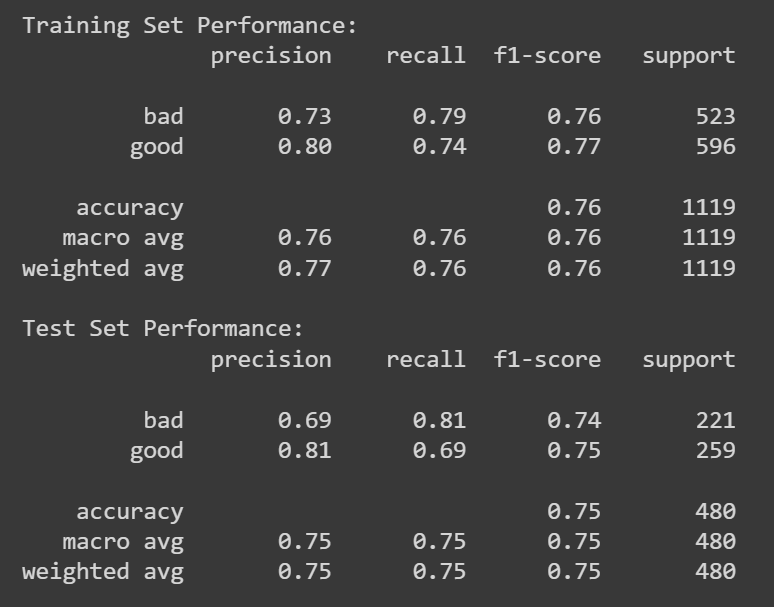 Training Set Performance:
              precision    recall  f1-score   support

         bad       0.73      0.79      0.76       523
        good       0.80      0.74      0.77       596

    accuracy                           0.76      1119
   macro avg       0.76      0.76      0.76      1119
weighted avg       0.77      0.76      0.76      1119

Test Set Performance:
              precision    recall  f1-score   support

         bad       0.69      0.81      0.74       221
        good       0.81      0.69      0.75       259

    accuracy                           0.75       480
   macro avg       0.75      0.75      0.75       480
weighted avg       0.75      0.75      0.75       480